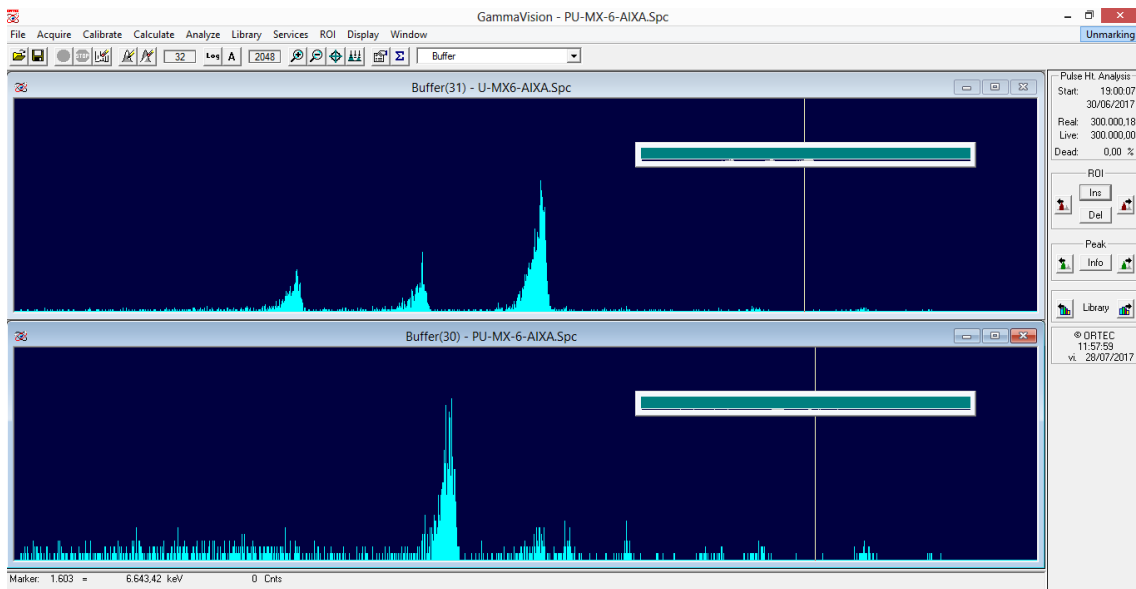 GammaVision - PU-MX-6-AIXA.Spc
File Acquire Calibrate Calculate Analyze Library Services ROI Display Window
Unmarking
32 Log A 2048 Σ Buffer
Buffer(31) - U-MX6-AIXA.Spc
Buffer(30) - PU-MX-6-AIXA.Spc
Marker: 1.603 = 6.643,42 keV 0 Cnts
Pulse Ht. Analysis
Start: 19:00:07
30/06/2017
Real: 300.000,18
Live: 300.000,00
Dead: 0,00 %
ROI
Ins
Del
Peak
Info
Library
© ORTEC
11:57:59
vi. 28/07/2017